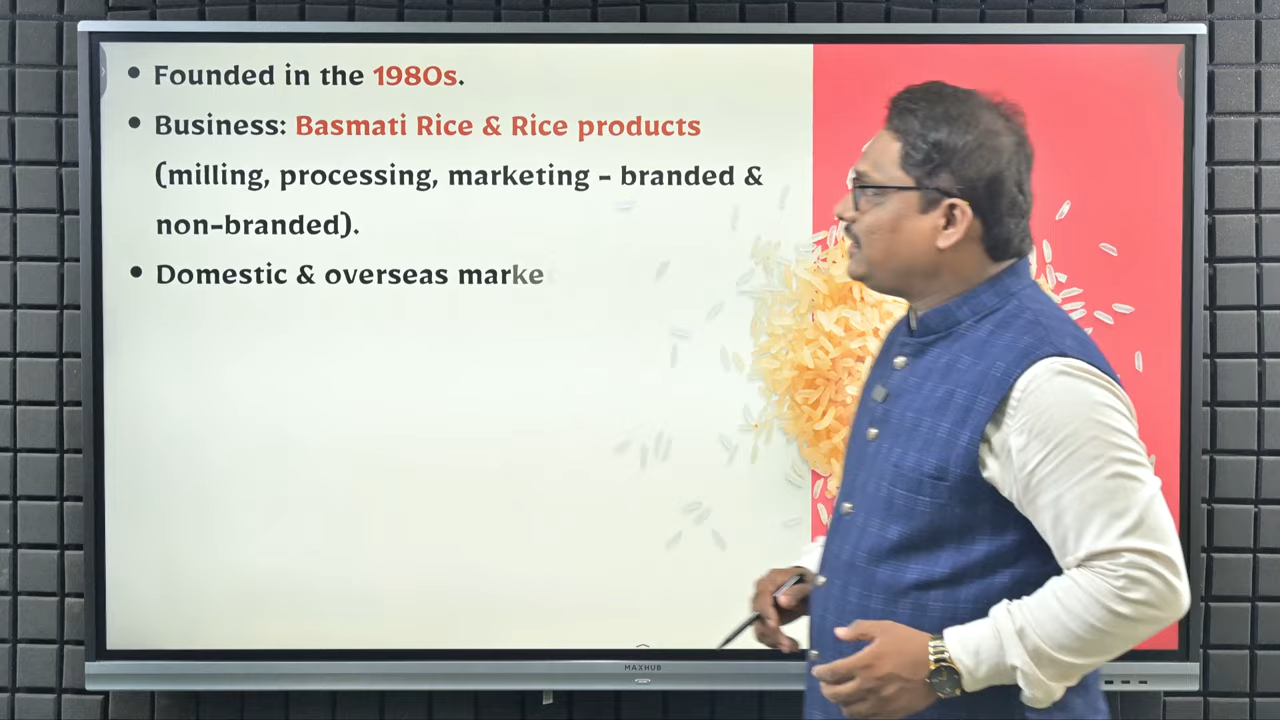 • Founded in the 1980s.
• Business: Basmati Rice & Rice products
(milling, processing, marketing – branded &
non-branded).
• Domestic & overseas marke
MAXHUB